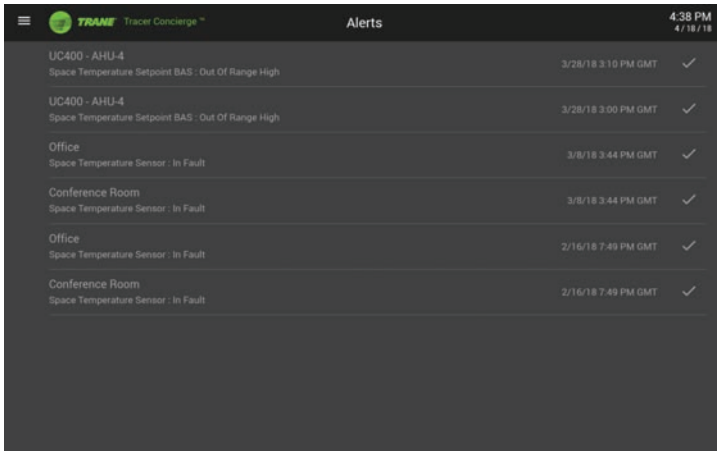 TRANE Tracer Concierge ™
Alerts
4:38 PM
4/18/18
UC400 - AHU-4
Space Temperature Setpoint BAS : Out Of Range High
3/28/18 3:10 PM GMT
UC400 - AHU-4
Space Temperature Setpoint BAS : Out Of Range High
3/28/18 3:00 PM GMT
Office
Space Temperature Sensor : In Fault
3/8/18 3:44 PM GMT
Conference Room
Space Temperature Sensor : In Fault
3/8/18 3:44 PM GMT
Office
Space Temperature Sensor : In Fault
2/16/18 7:49 PM GMT
Conference Room
Space Temperature Sensor : In Fault
2/16/18 7:49 PM GMT